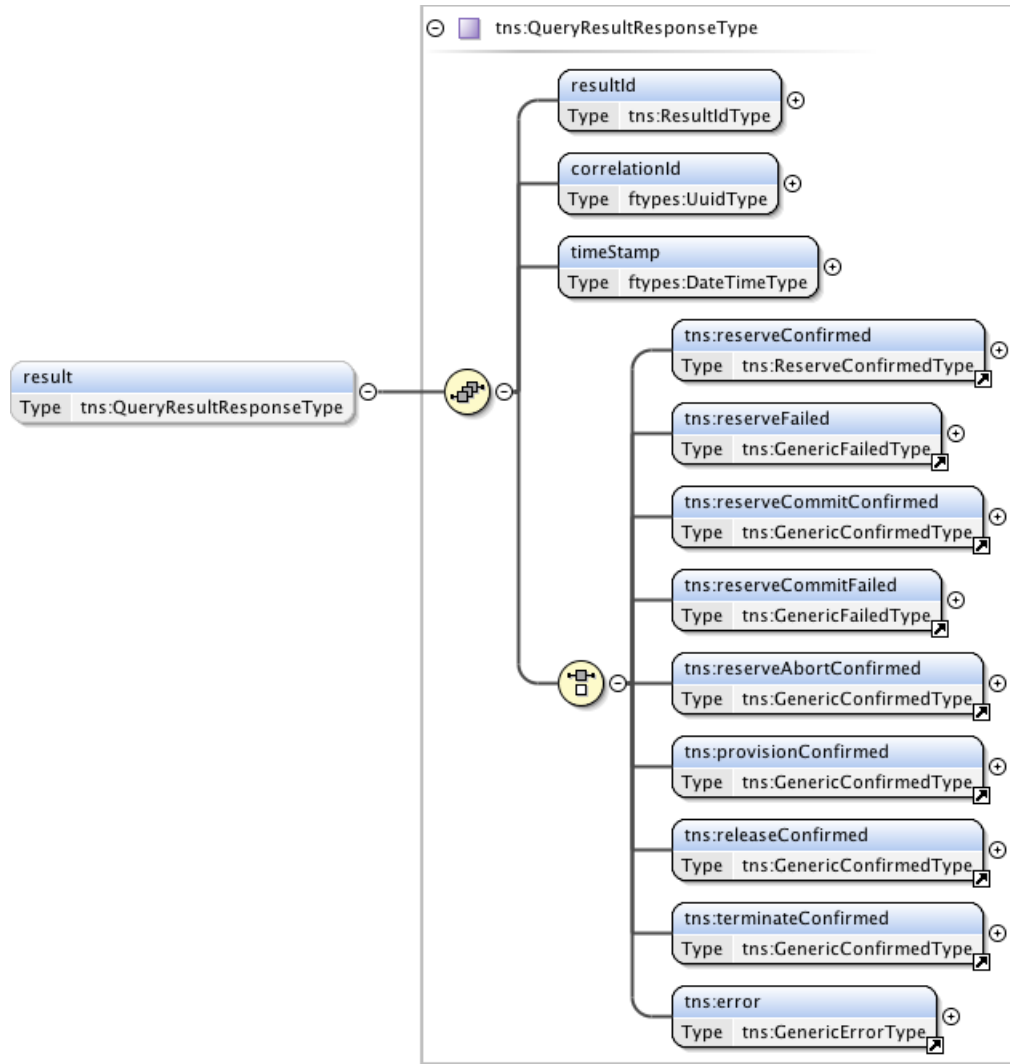 tns:QueryResultResponseType
resultId
Type tns:ResultIdType
correlationId
Type ftypes:UuidType
timeStamp
Type ftypes:DateTimeType
result
Type tns:QueryResultResponseType
tns:reserveConfirmed
Type tns:ReserveConfirmedType
tns:reserveFailed
Type tns:GenericFailedType
tns:reserveCommitConfirmed
Type tns:GenericConfirmedType
tns:reserveCommitFailed
Type tns:GenericFailedType
tns:reserveAbortConfirmed
Type tns:GenericConfirmedType
tns:provisionConfirmed
Type tns:GenericConfirmedType
tns:releaseConfirmed
Type tns:GenericConfirmedType
tns:terminateConfirmed
Type tns:GenericConfirmedType
tns:error
Type tns:GenericErrorType